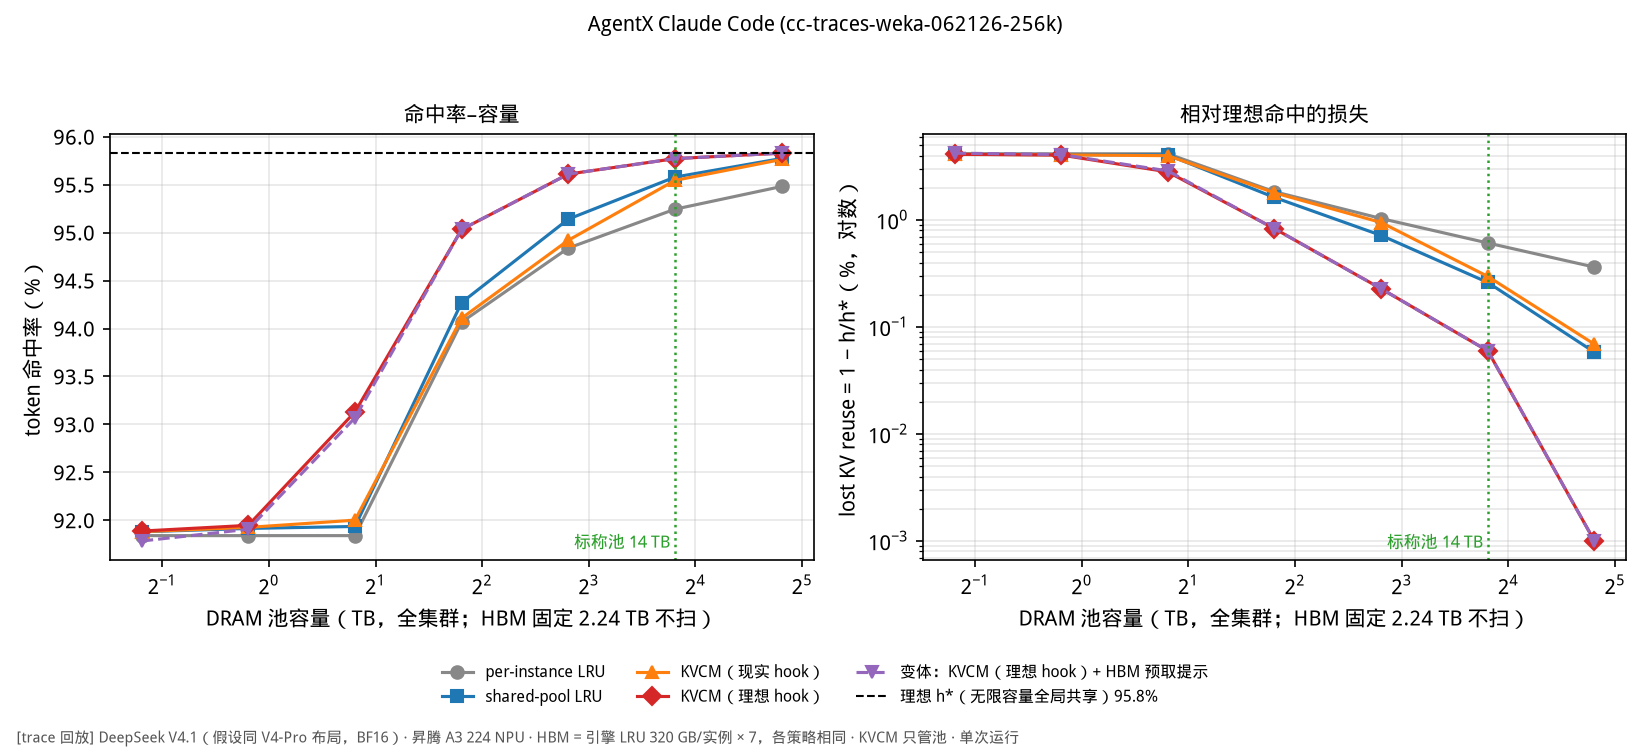 AgentX Claude Code (cc-traces-weka-062126-256k)
命中率–容量
token 命中率（%）
96.0
95.5
95.0
94.5
94.0
93.5
93.0
92.5
92.0
标称池 14 TB
2⁻¹ 2⁰ 2¹ 2² 2³ 2⁴ 2⁵
DRAM 池容量（TB，全集群；HBM 固定 2.24 TB 不扫）
相对理想命中的损失
lost KV reuse = 1 − h/h*（%，对数）
10⁰
10⁻¹
10⁻²
10⁻³
标称池 14 TB
2⁻¹ 2⁰ 2¹ 2² 2³ 2⁴ 2⁵
DRAM 池容量（TB，全集群；HBM 固定 2.24 TB 不扫）
per-instance LRU
shared-pool LRU
KVCM（现实 hook）
KVCM（理想 hook）
变体：KVCM（理想 hook）+ HBM 预取提示
理想 h*（无限容量全局共享）95.8%
[trace 回放] DeepSeek V4.1（假设同 V4-Pro 布局，BF16）· 昇腾 A3 224 NPU · HBM = 引擎 LRU 320 GB/实例 × 7，各策略相同 · KVCM 只管池 · 单次运行